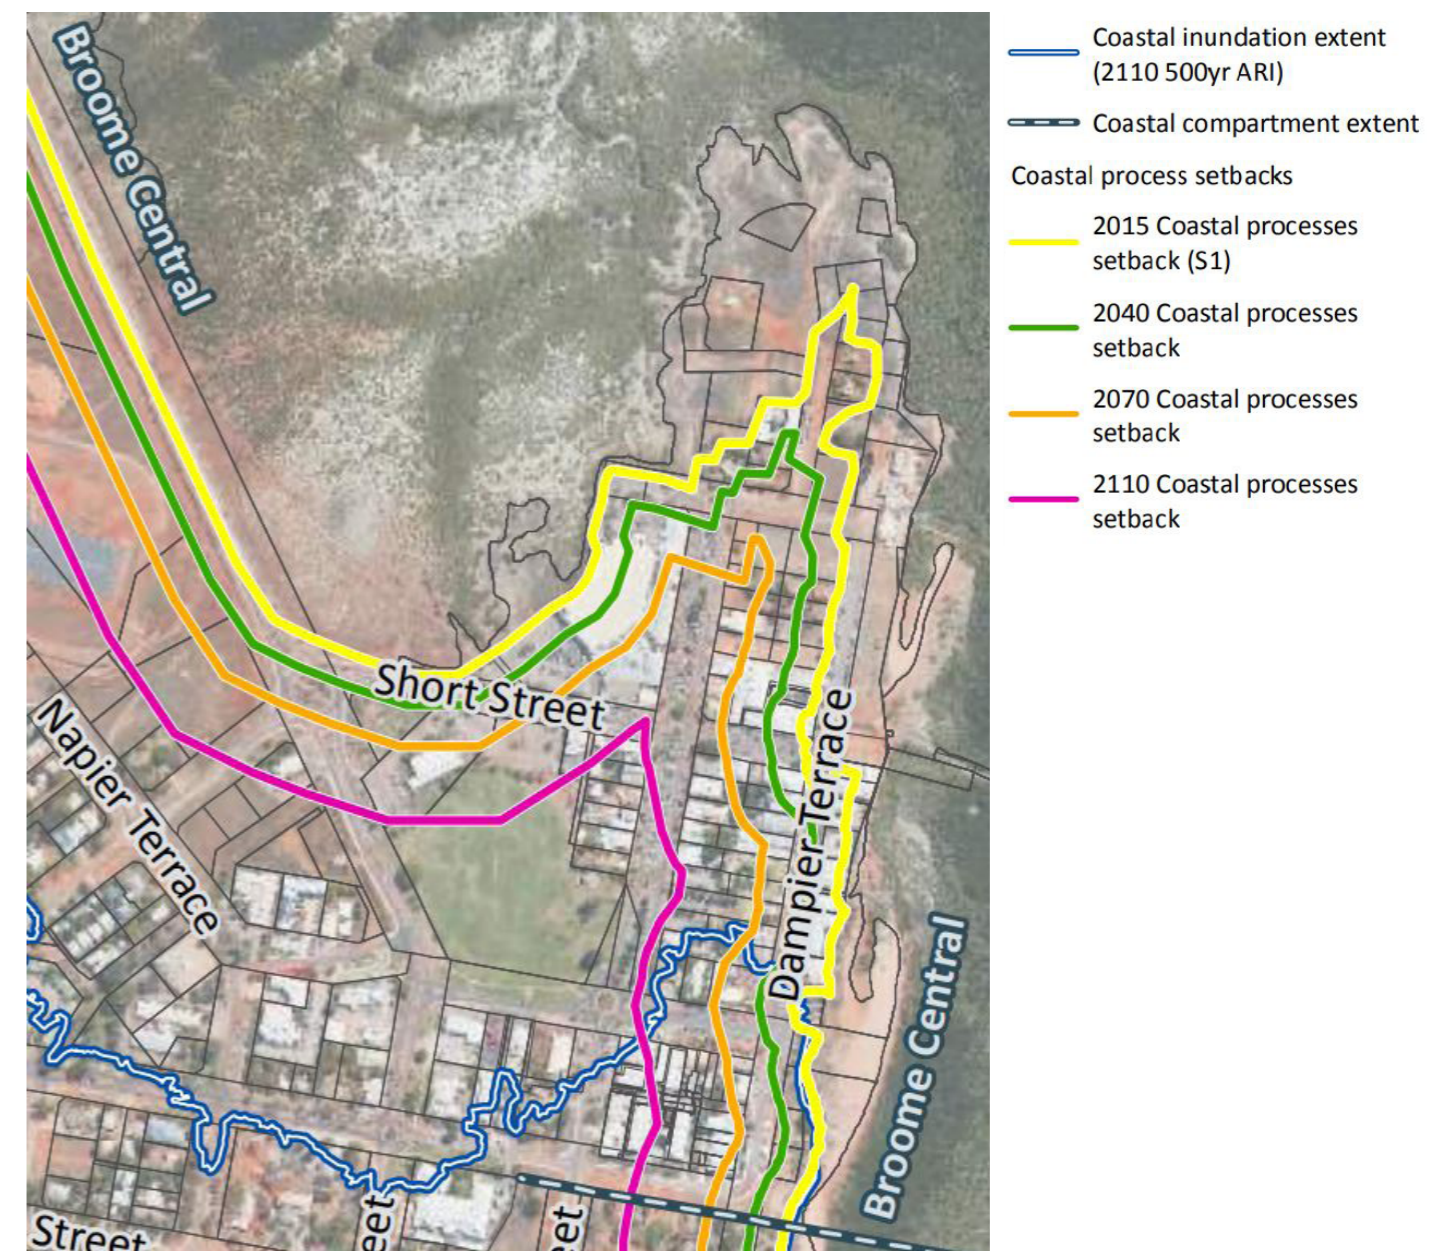 Broome Central
Short Street
Napier Terrace
Dampier Terrace
Broome Central
Street
eet
eet
Coastal inundation extent
(2110 500yr ARI)
Coastal compartment extent
Coastal process setbacks
2015 Coastal processes
setback (S1)
2040 Coastal processes
setback
2070 Coastal processes
setback
2110 Coastal processes
setback